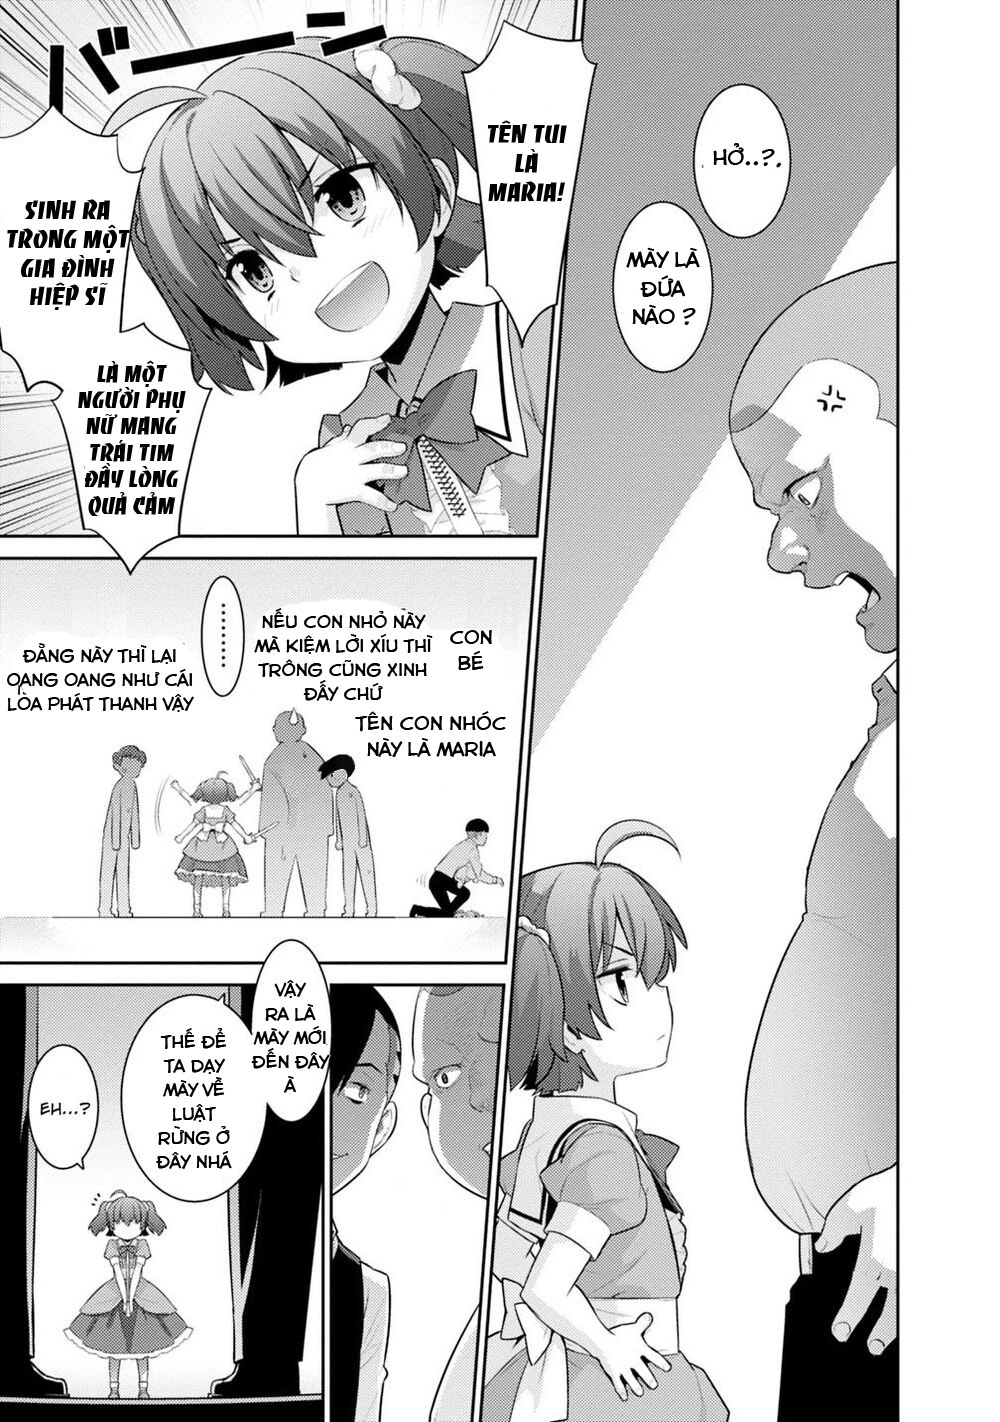 HỞ..?
MÀY LÀ
ĐỨA
NÀO ?
バーーン
TÊN TUI
LÀ
MARIA!
SINH RA
TRONG MỘT
GIA ĐÌNH
HIỆP SĨ
LÀ MỘT
NGƯỜI PHỤ
NỮ MANG
TRÁI TIM
ĐẦY LÒNG
QUẢ CẢM
CON
BÉ
TÊN CON NHÓC
NÀY LÀ MARIA
NẾU CON NHỎ NÀY
MÀ KIỆM LỜI XÍU THÌ
TRÔNG CŨNG XINH
ĐẤY CHỨ
.........
ĐẰNG NÀY THÌ LẠI
OANG OANG NHƯ CÁI
LÒA PHÁT THANH VẬY
VẬY
RA LÀ
MÀY MỚI
ĐẾN ĐÂY
À
THẾ ĐỂ
TA DẠY
MÀY VỀ
LUẬT
RỪNG Ở
ĐÂY NHÁ
EH...?